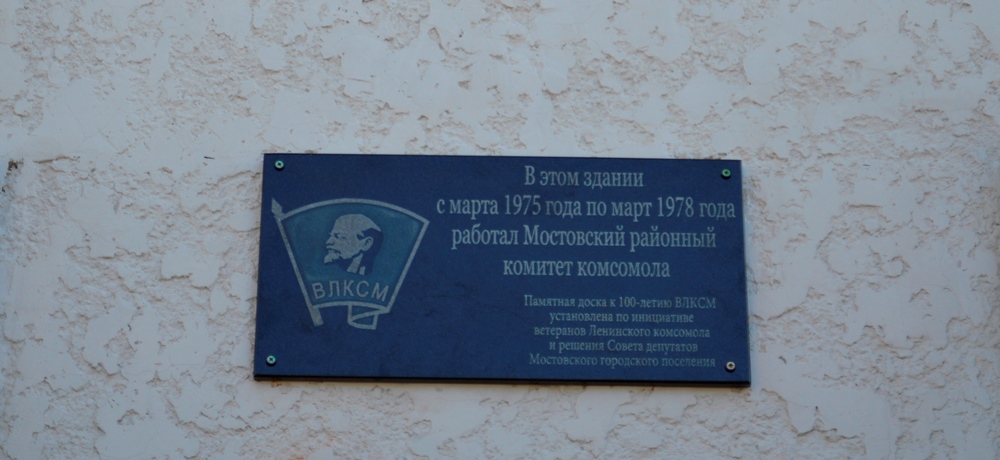 В этом здании
с марта 1975 года по март 1978 года
работал Мостовский районный
комитет комсомола
ВЛКСМ
Памятная доска к 100-летию ВЛКСМ
установлена по инициативе
ветеранов Ленинского комсомола
и решения Совета депутатов
Мостовского городского поселения